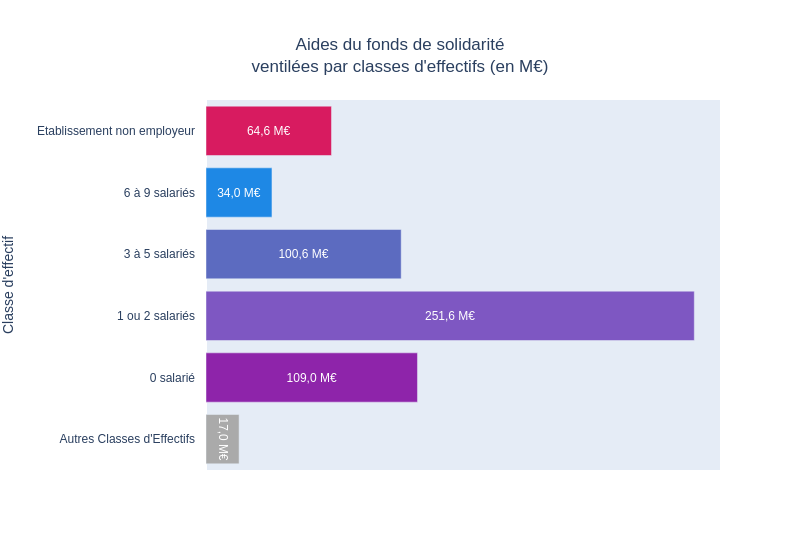 Aides du fonds de solidarité
ventilées par classes d'effectifs (en M€)
Classe d'effectif
Etablissement non employeur
64,6 M€
6 à 9 salariés
34,0 M€
3 à 5 salariés
100,6 M€
1 ou 2 salariés
251,6 M€
0 salarié
109,0 M€
Autres Classes d'Effectifs
17,0 M€